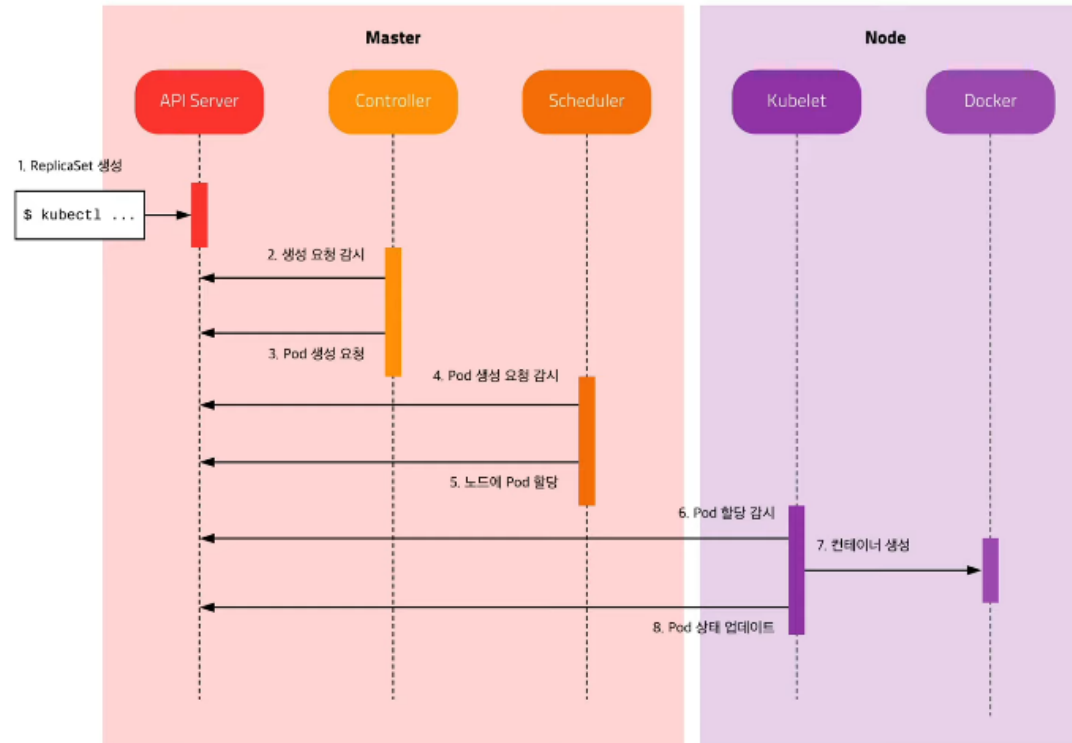 Master
Node
API Server
Controller
Scheduler
Kubelet
Docker
1. ReplicaSet 생성
$ kubectl ...
2. 생성 요청 감시
3. Pod 생성 요청
4. Pod 생성 요청 감시
5. 노드에 Pod 할당
6. Pod 할당 감시
7. 컨테이너 생성
8. Pod 상태 업데이트